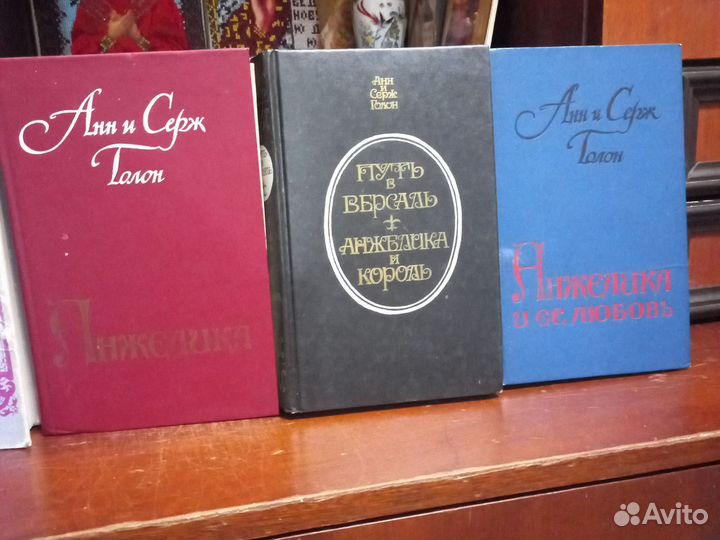 Анн и Серж
Голон
Анжелика
Анн
и
Серж
Голон
ПУТЬ
В
ВЕРСАЛЬ
АНЖЕЛИКА
И
КОРОЛЬ
Анн и Серж
Голон
Анжелика
и ее любовь
Avito